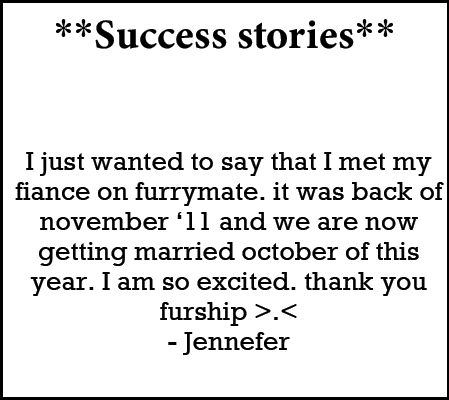 **Success stories**
I just wanted to say that I met my
fiance on furrymate. it was back of
november ‘11 and we are now
getting married october of this
year. I am so excited. thank you
furship >.<
- Jennefer